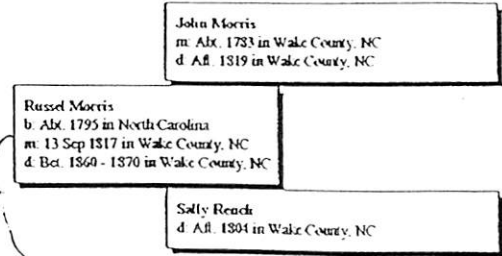 John Morris
m: Abt. 1783 in Wake County, NC
d: Aft. 1819 in Wake County, NC
Russel Morris
b: Abt. 1795 in North Carolina
m: 13 Sep 1817 in Wake County, NC
d: Bet. 1860 - 1870 in Wake County, NC
Sally Rench
d: Aft. 1804 in Wake County, NC